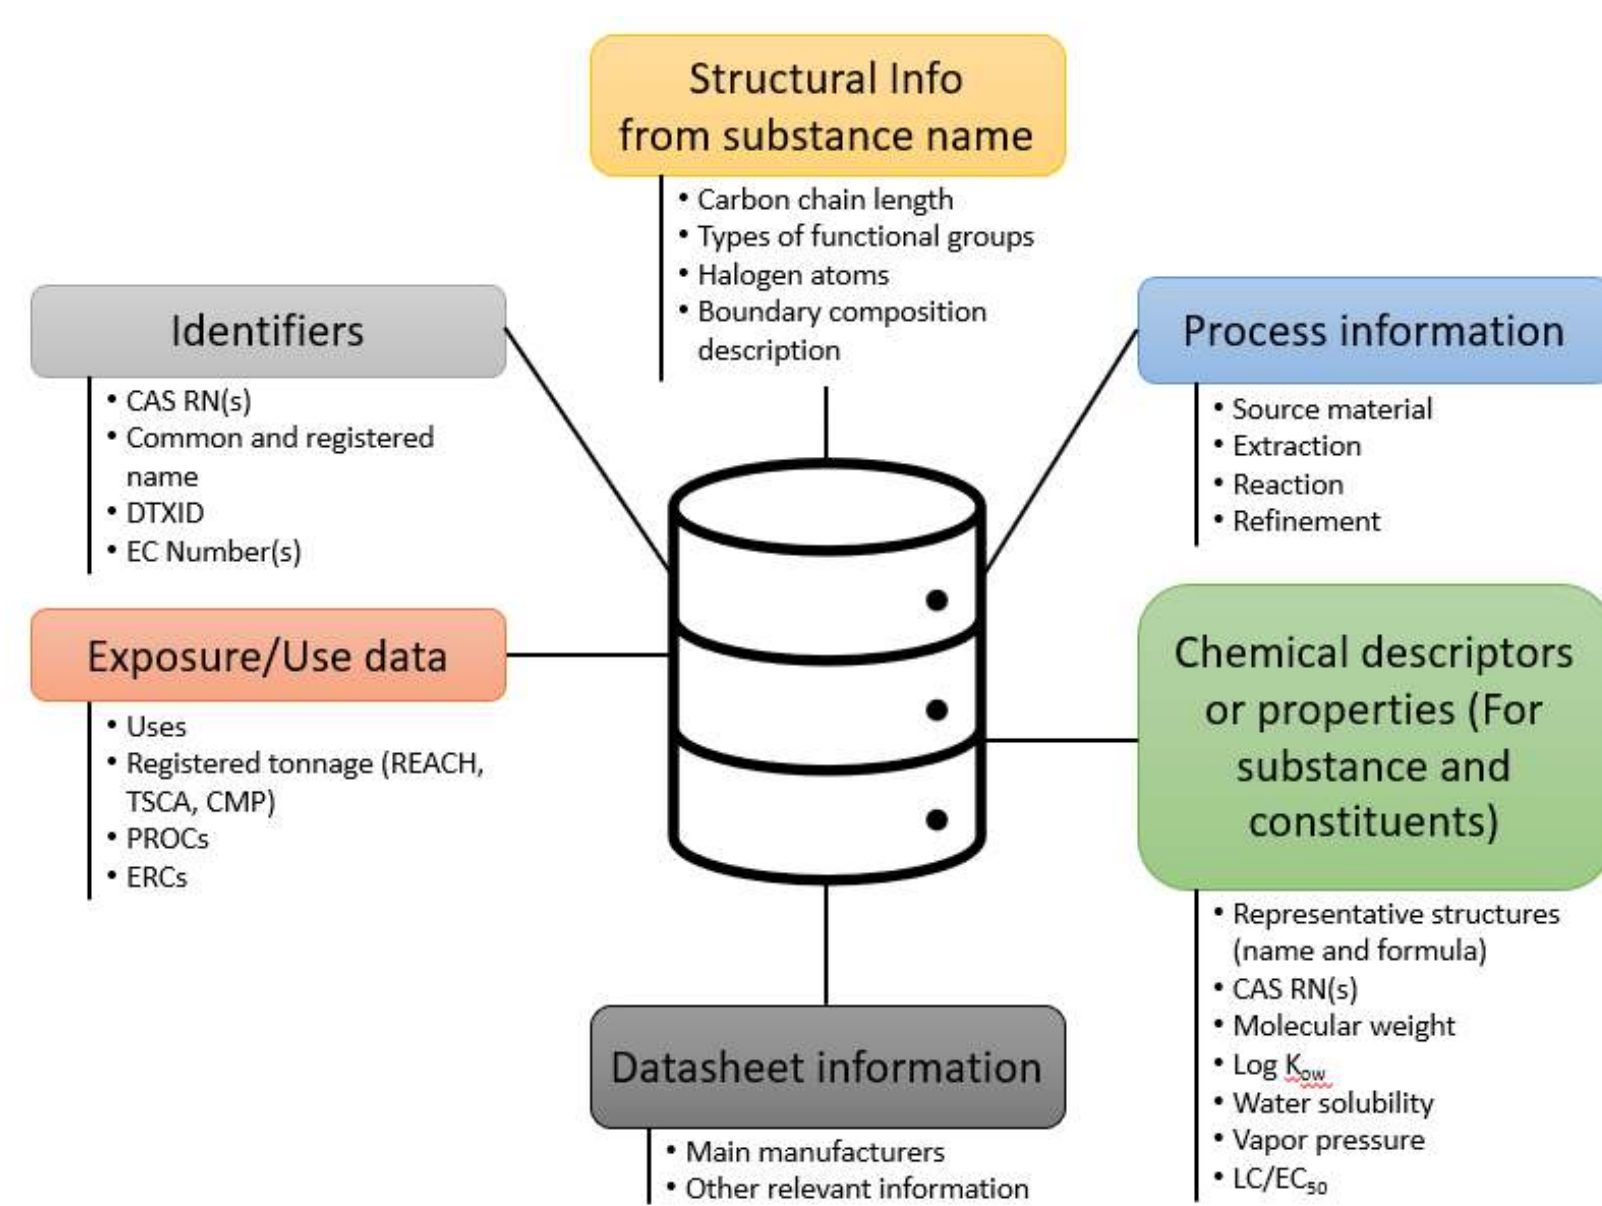 Structural Info
from substance name
• Carbon chain length
• Types of functional groups
• Halogen atoms
• Boundary composition
description
Identifiers
• CAS RN(s)
• Common and registered
name
• DTXID
• EC Number(s)
Process information
• Source material
• Extraction
• Reaction
• Refinement
Exposure/Use data
• Uses
• Registered tonnage (REACH,
TSCA, CMP)
• PROCs
• ERCs
Chemical descriptors
or properties (For
substance and
constituents)
• Representative structures
(name and formula)
• CAS RN(s)
• Molecular weight
• Log Kow
• Water solubility
• Vapor pressure
• LC/EC50
Datasheet information
• Main manufacturers
• Other relevant information